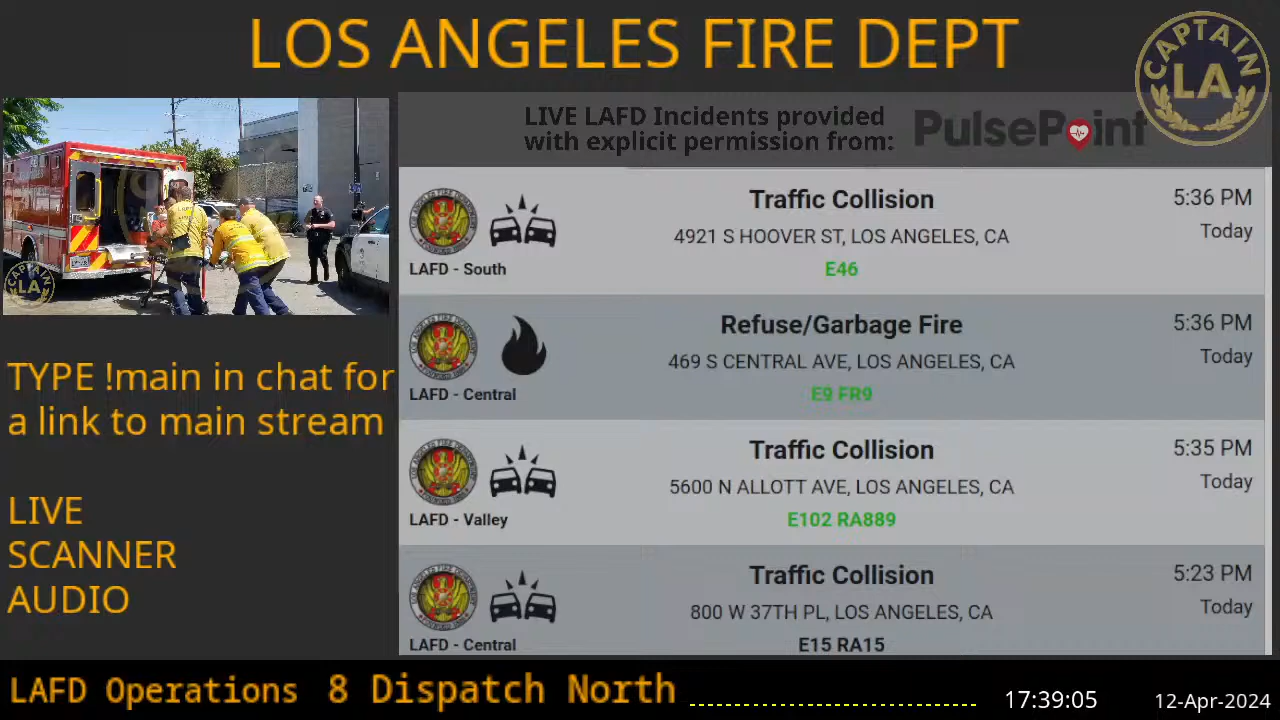 LOS ANGELES FIRE DEPT
CAPTAIN
LA
LIVE LAFD Incidents provided
with explicit permission from:
PulsePoint
CAPTAIN
LA
TYPE !main in chat for
a link to main stream
LIVE
SCANNER
AUDIO
Traffic Collision
5:36 PM
4921 S HOOVER ST, LOS ANGELES, CA
Today
LAFD - South
E46
Refuse/Garbage Fire
5:36 PM
469 S CENTRAL AVE, LOS ANGELES, CA
Today
LAFD - Central
E9 FR9
Traffic Collision
5:35 PM
5600 N ALLOTT AVE, LOS ANGELES, CA
Today
LAFD - Valley
E102 RA889
Traffic Collision
5:23 PM
800 W 37TH PL, LOS ANGELES, CA
Today
LAFD - Central
E15 RA15
LAFD Operations 8 Dispatch North
17:39:05
12-Apr-2024